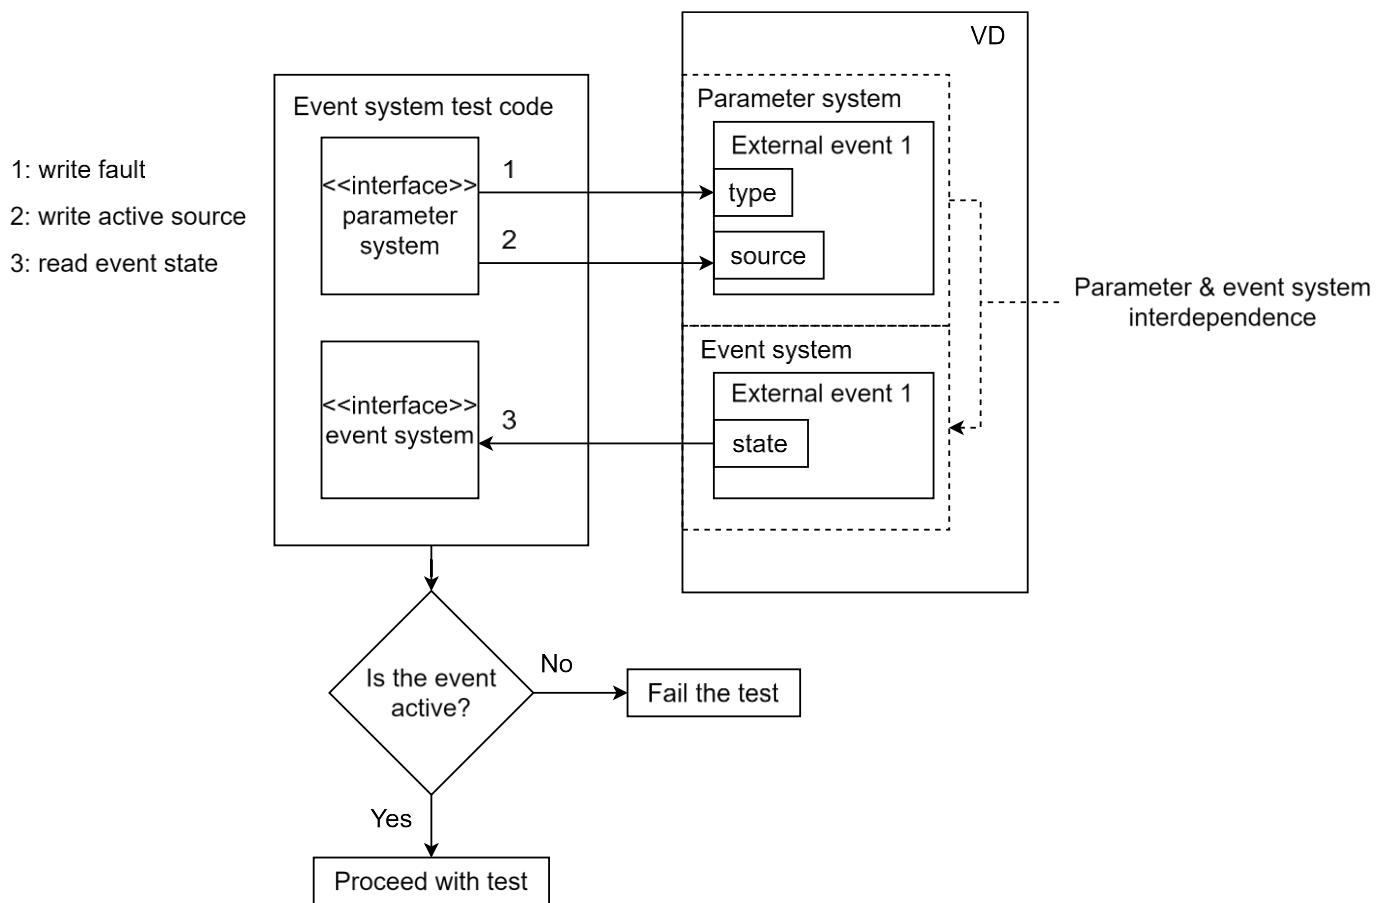 VD
Event system test code
Parameter system
External event 1
1: write fault
<<interface>>
parameter
system
1
type
2: write active source
2
source
3: read event state
Parameter & event system
interdependence
Event system
External event 1
<<interface>>
event system
3
state
Is the event
active?
No
Fail the test
Yes
Proceed with test